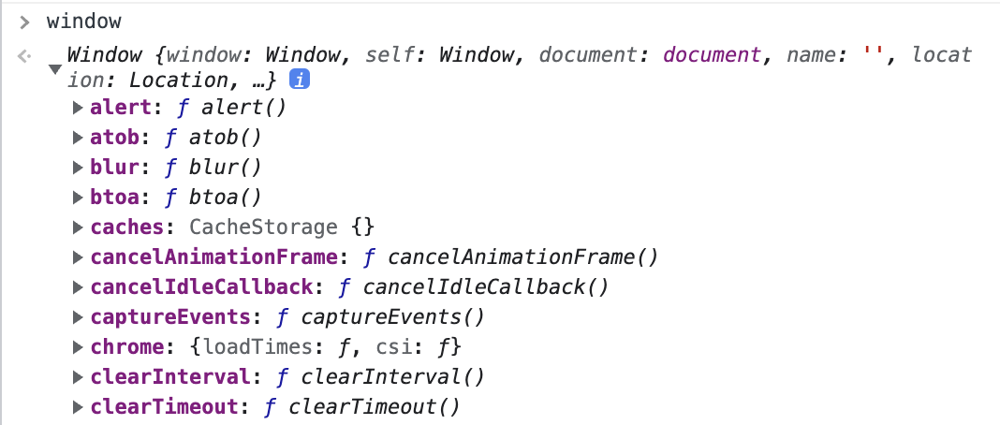 > window
Window {window: Window, self: Window, document: document, name: '', locat
ion: Location, …} i
alert: ƒ alert()
atob: ƒ atob()
blur: ƒ blur()
btoa: ƒ btoa()
caches: CacheStorage {}
cancelAnimationFrame: ƒ cancelAnimationFrame()
cancelIdleCallback: ƒ cancelIdleCallback()
captureEvents: ƒ captureEvents()
chrome: {loadTimes: ƒ, csi: ƒ}
clearInterval: ƒ clearInterval()
clearTimeout: ƒ clearTimeout()